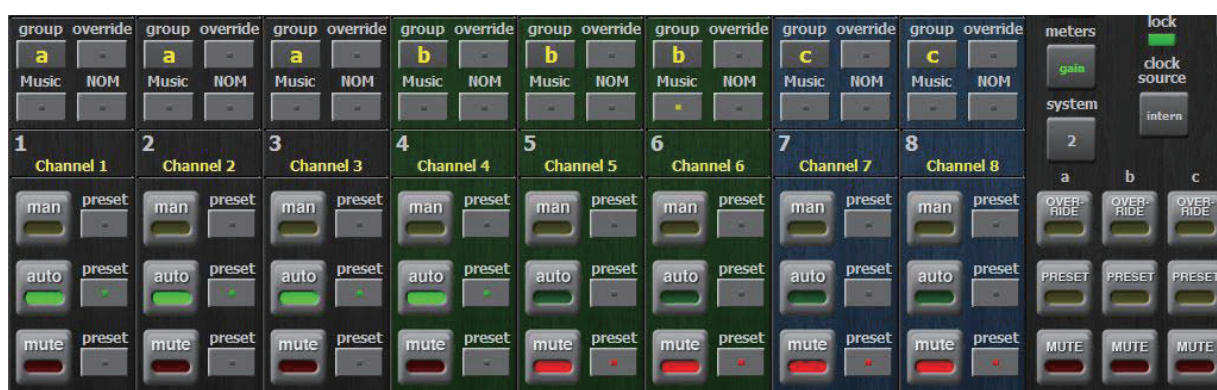 group override group override group override group override group override group override group override group override meters lock
a a a b b b c c gain clock
source
Music NOM Music NOM Music NOM Music NOM Music NOM Music NOM Music NOM Music NOM system intern
1 2 3 4 5 6 7 8 2
Channel 1 Channel 2 Channel 3 Channel 4 Channel 5 Channel 6 Channel 7 Channel 8
a b c
man preset man preset man preset man preset man preset man preset man preset man preset OVER-
RIDE OVER-
RIDE OVER-
RIDE
auto preset auto preset auto preset auto preset auto preset auto preset auto preset auto preset PRESET PRESET PRESET
mute preset mute preset mute preset mute preset mute preset mute preset mute preset mute preset MUTE MUTE MUTE